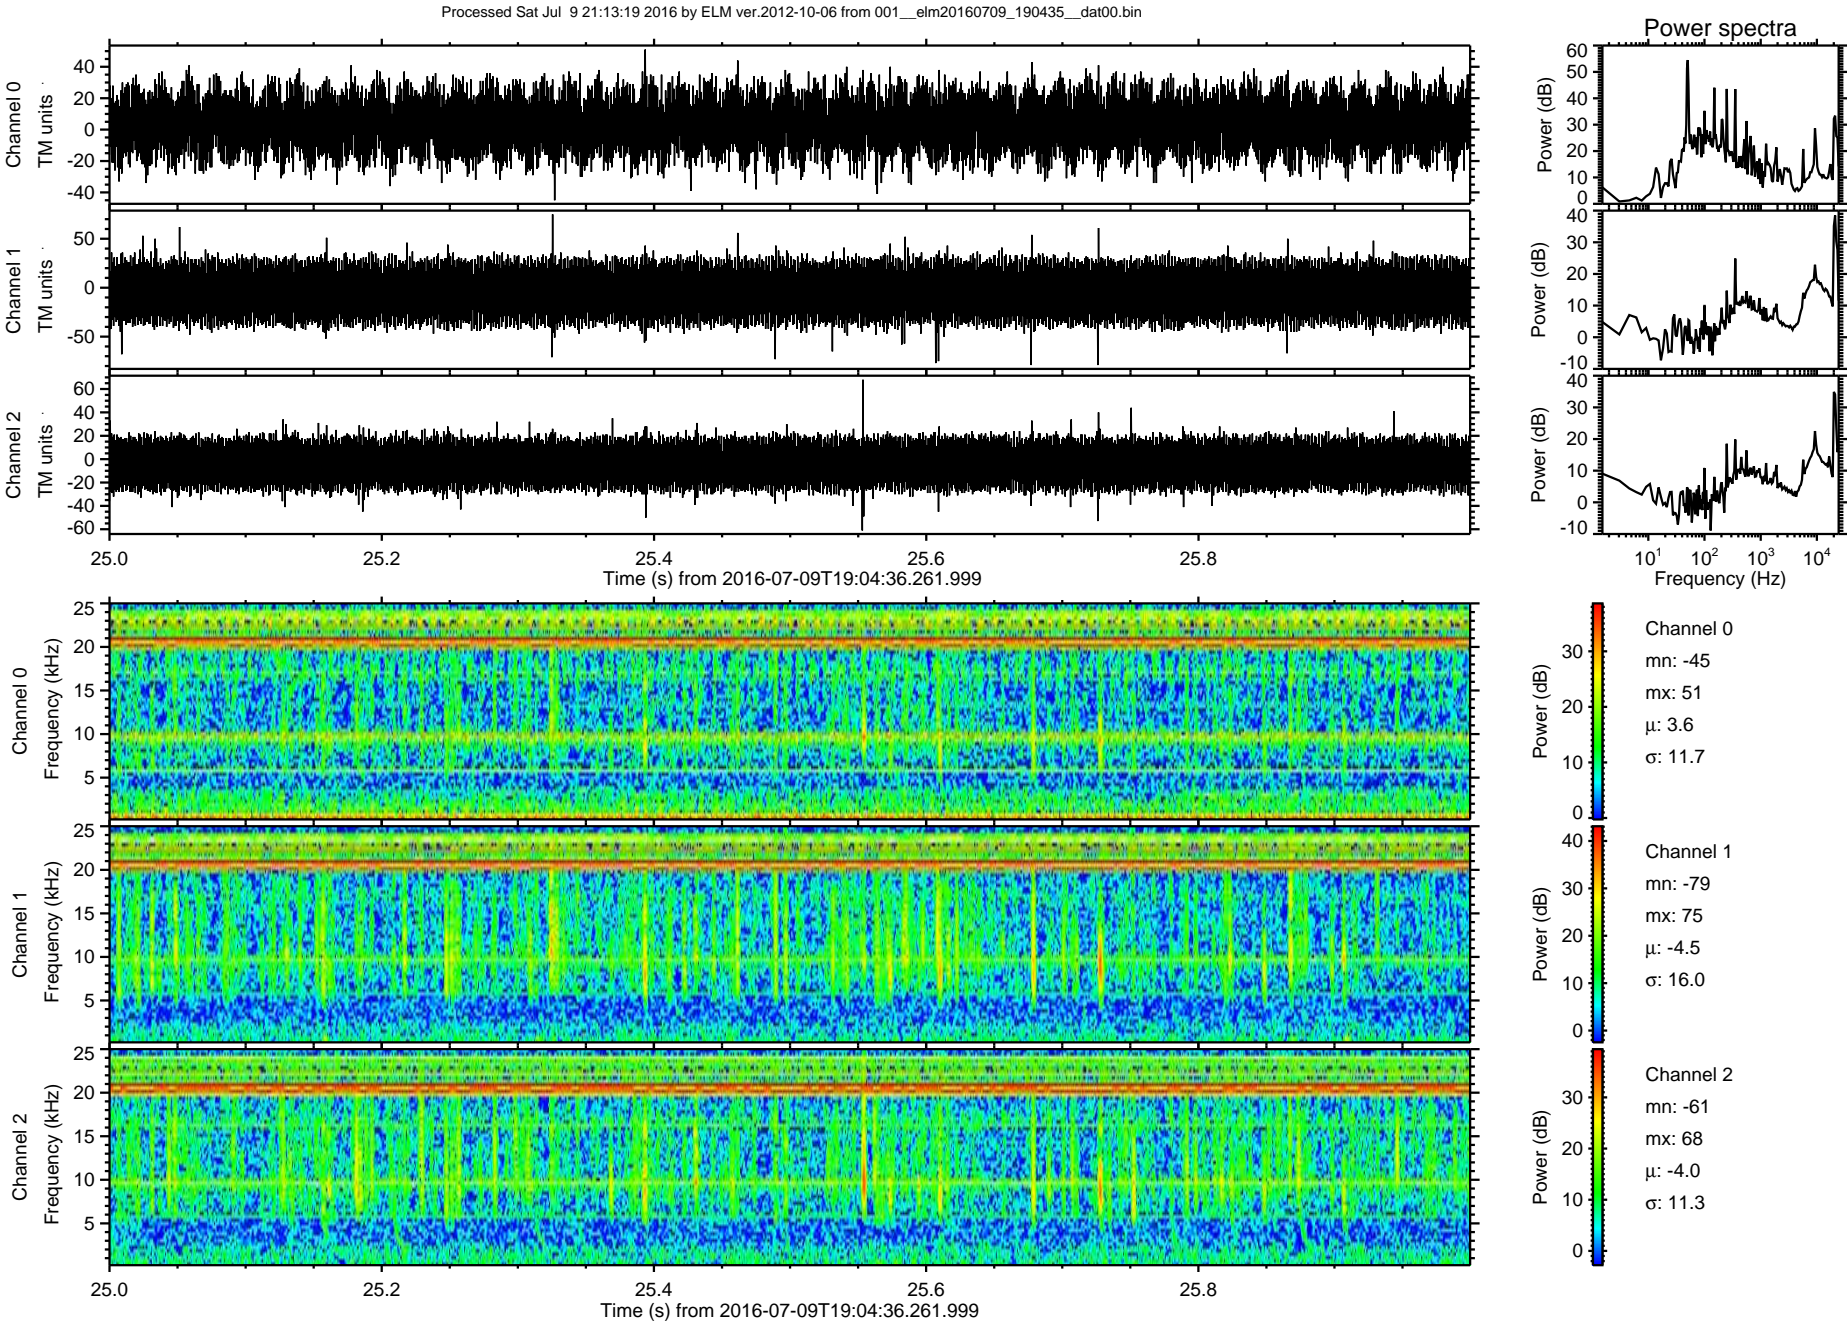 Processed Sat Jul 9 21:13:19 2016 by ELM ver.2012-10-06 from 001__elm20160709_190435__dat00.bin
Power spectra
Channel 0
TM units
40
20
0
-20
-40
Power (dB)
60
50
40
30
20
10
0
Channel 1
TM units
50
0
-50
Power (dB)
40
30
20
10
0
-10
Channel 2
TM units
60
40
20
0
-20
-40
-60
Power (dB)
40
30
20
10
0
-10
25.0 25.2 25.4 25.6 25.8
Time (s) from 2016-07-09T19:04:36.261.999
10^1 10^2 10^3 10^4
Frequency (Hz)
Channel 0
Frequency (kHz)
25
20
15
10
5
Power (dB)
30
20
10
0
Channel 0
mn: -45
mx: 51
μ: 3.6
σ: 11.7
Channel 1
Frequency (kHz)
25
20
15
10
5
Power (dB)
40
30
20
10
0
Channel 1
mn: -79
mx: 75
μ: -4.5
σ: 16.0
Channel 2
Frequency (kHz)
25
20
15
10
5
Power (dB)
30
20
10
0
Channel 2
mn: -61
mx: 68
μ: -4.0
σ: 11.3
25.0 25.2 25.4 25.6 25.8
Time (s) from 2016-07-09T19:04:36.261.999